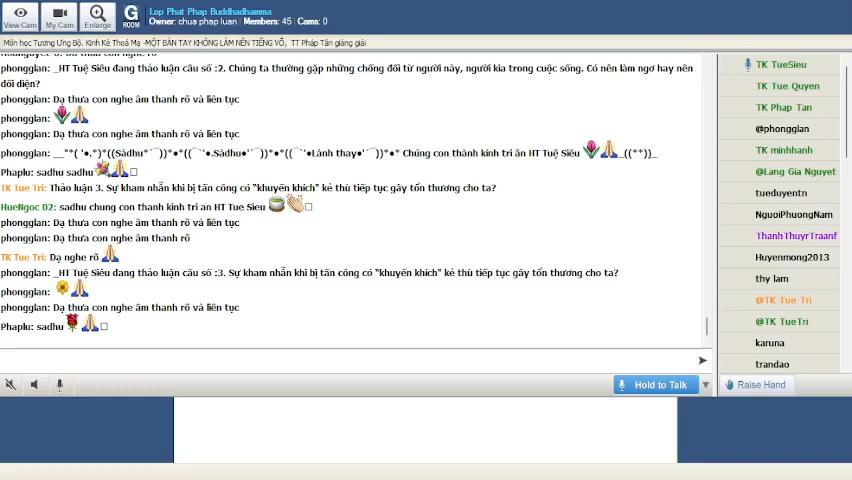 View Cam
My Cam
Enlarge
G
ROOM
Lop Phat Phap Buddhadhamma
Owner: chua phap luan : Members: 45 : Cams: 0
Môn học Tương Ưng Bộ. Kinh Kẻ Thoá Mạ -MỘT BÀN TAY KHÔNG LÀM NÊN TIẾNG VỖ, TT Pháp Tân giảng giải
phongglan: _HT Tuệ Siêu đang thảo luận câu số :2. Chúng ta thường gặp những chống đối từ người này, người kia trong cuộc sống. Có nên làm ngơ hay nên
đối diện?
phongglan: Dạ thưa con nghe âm thanh rõ và liên tục
phongglan:
phongglan: Dạ thưa con nghe âm thanh rõ và liên tục
phongglan: __"*( '•.*)*((Sàdhu*´¯))*•*((¯`'•.Sàdhu•'´¯))*•*((¯`'•Lành thay•'´¯))*•* Chúng con thành kính tri ân HT Tuệ Siêu _((**))_
Phaplu: sadhu sadhu
TK Tue Tri: Thảo luận 3. Sự kham nhẫn khi bị tấn công có "khuyến khích" kẻ thù tiếp tục gây tổn thương cho ta?
HueNgoc 02: sadhu chung con thanh kinh tri an HT Tue Sieu
phongglan: Dạ thưa con nghe âm thanh rõ và liên tục
phongglan: Dạ thưa con nghe âm thanh rõ
TK Tue Tri: Dạ nghe rõ
phongglan: _HT Tuệ Siêu đang thảo luận câu số :3. Sự kham nhẫn khi bị tấn công có "khuyến khích" kẻ thù tiếp tục gây tổn thương cho ta?
phongglan:
phongglan: Dạ thưa con nghe âm thanh rõ và liên tục
Phaplu: sadhu
Hold to Talk
TK TueSieu
TK Tue Quyen
TK Phap Tan
@phongglan
TK minhhanh
@Lang Gia Nguyet
tueduyentn
NguoiPhuongNam
ThanhThuyrTraanf
Huyenmong2013
thy lam
@TK Tue Tri
@TK TueTri
karuna
trandao
Raise Hand